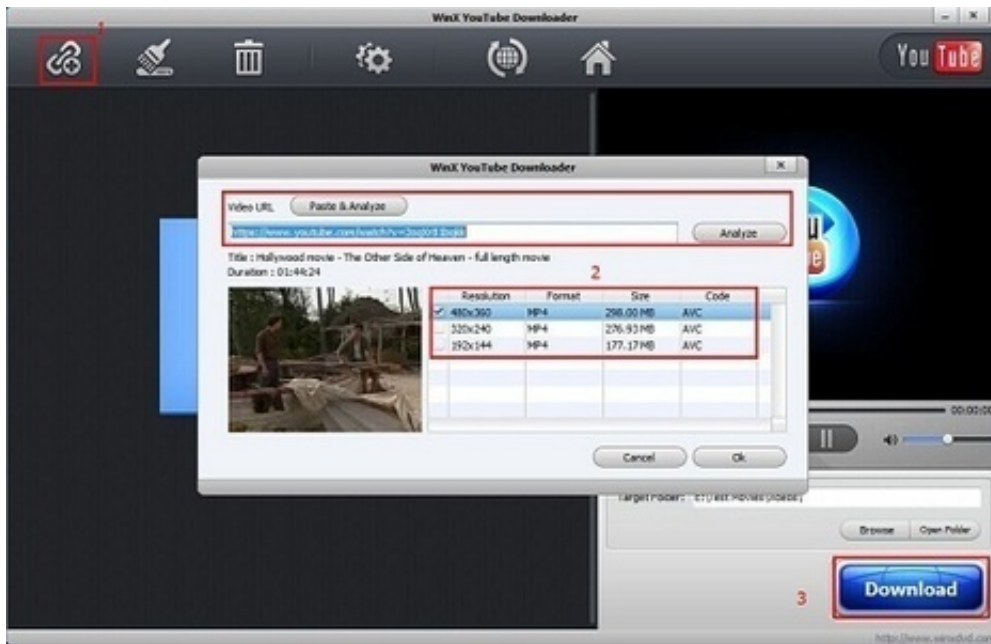 WinX YouTube Downloader
1
You Tube
WinX YouTube Downloader
Video URL Paste & Analyze
Analyze
Title : Hollywood movie - The Other Side of Heaven - full length movie
Duration : 01:44:24
2
Resolution Format Size Code
480x360 MP4 298.00 MB AVC
320x240 MP4 276.93 MB AVC
192x144 MP4 177.17 MB AVC
00:00:00
Cancel Ok
Target Folder:
Browse Open Folder
3 Download